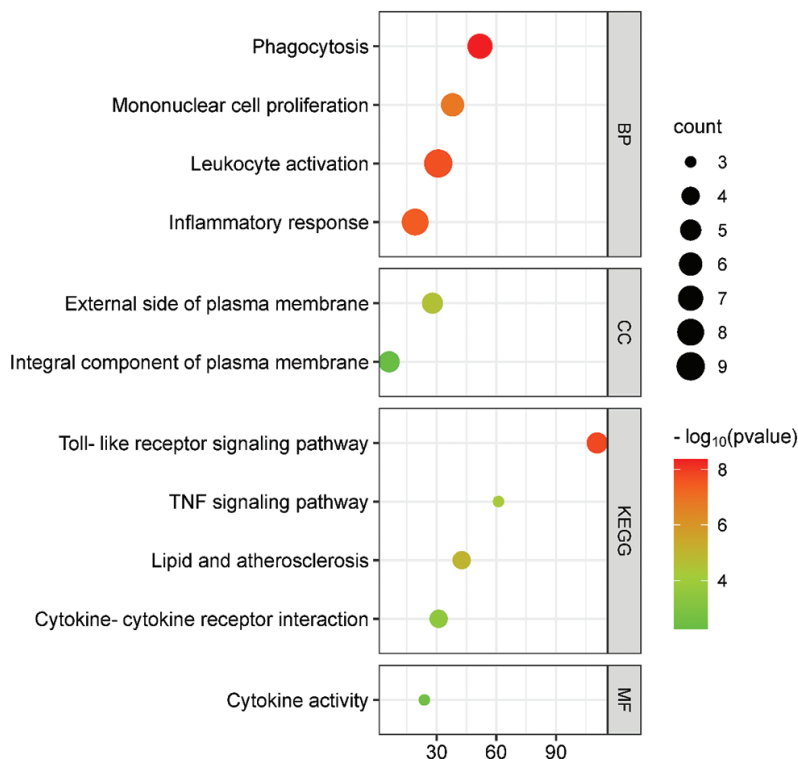 Phagocytosis
Mononuclear cell proliferation
Leukocyte activation
Inflammatory response
BP
External side of plasma membrane
Integral component of plasma membrane
CC
Toll- like receptor signaling pathway
TNF signaling pathway
Lipid and atherosclerosis
Cytokine- cytokine receptor interaction
KEGG
Cytokine activity
MF
30 60 90
count
3
4
5
6
7
8
9
- log₁₀(pvalue)
8
6
4